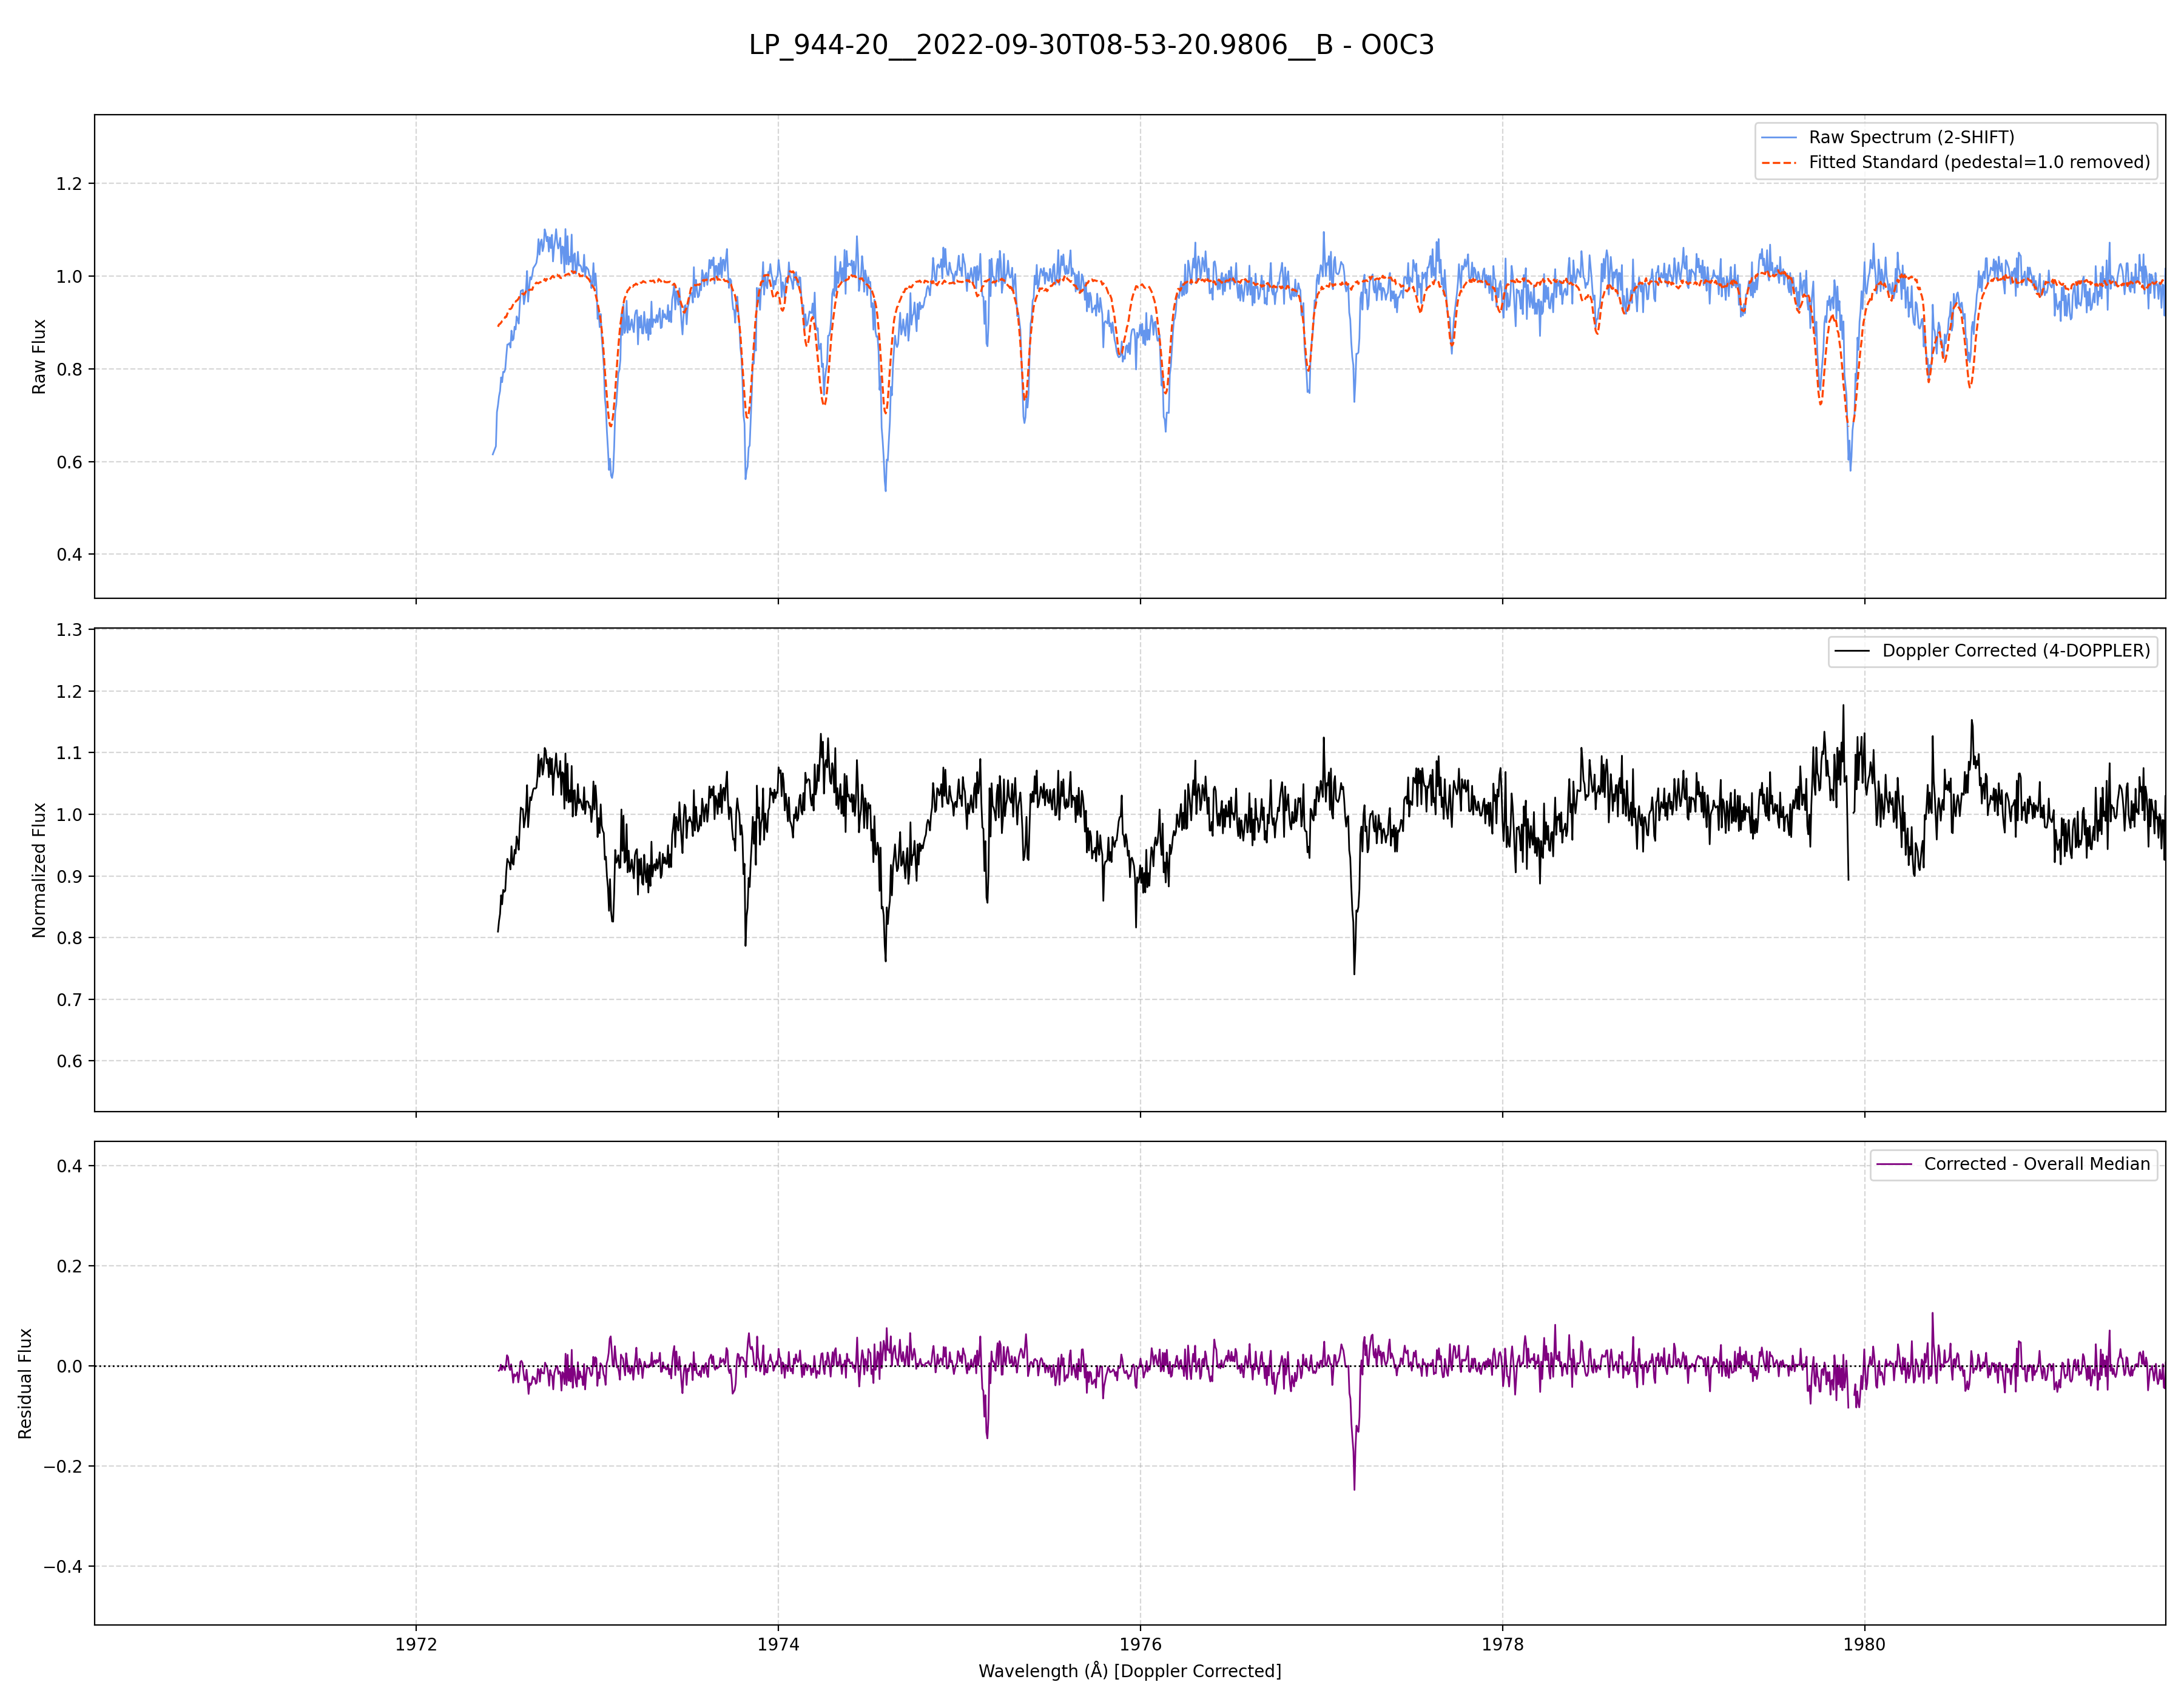 LP_944-20__2022-09-30T08-53-20.9806__B - O0C3
Raw Spectrum (2-SHIFT)
Fitted Standard (pedestal=1.0 removed)
1.2
1.0
0.8
0.6
0.4
Raw Flux
Doppler Corrected (4-DOPPLER)
1.3
1.2
1.1
1.0
0.9
0.8
0.7
0.6
Normalized Flux
Corrected - Overall Median
0.4
0.2
0.0
−0.2
−0.4
Residual Flux
1972 1974 1976 1978 1980
Wavelength (Å) [Doppler Corrected]